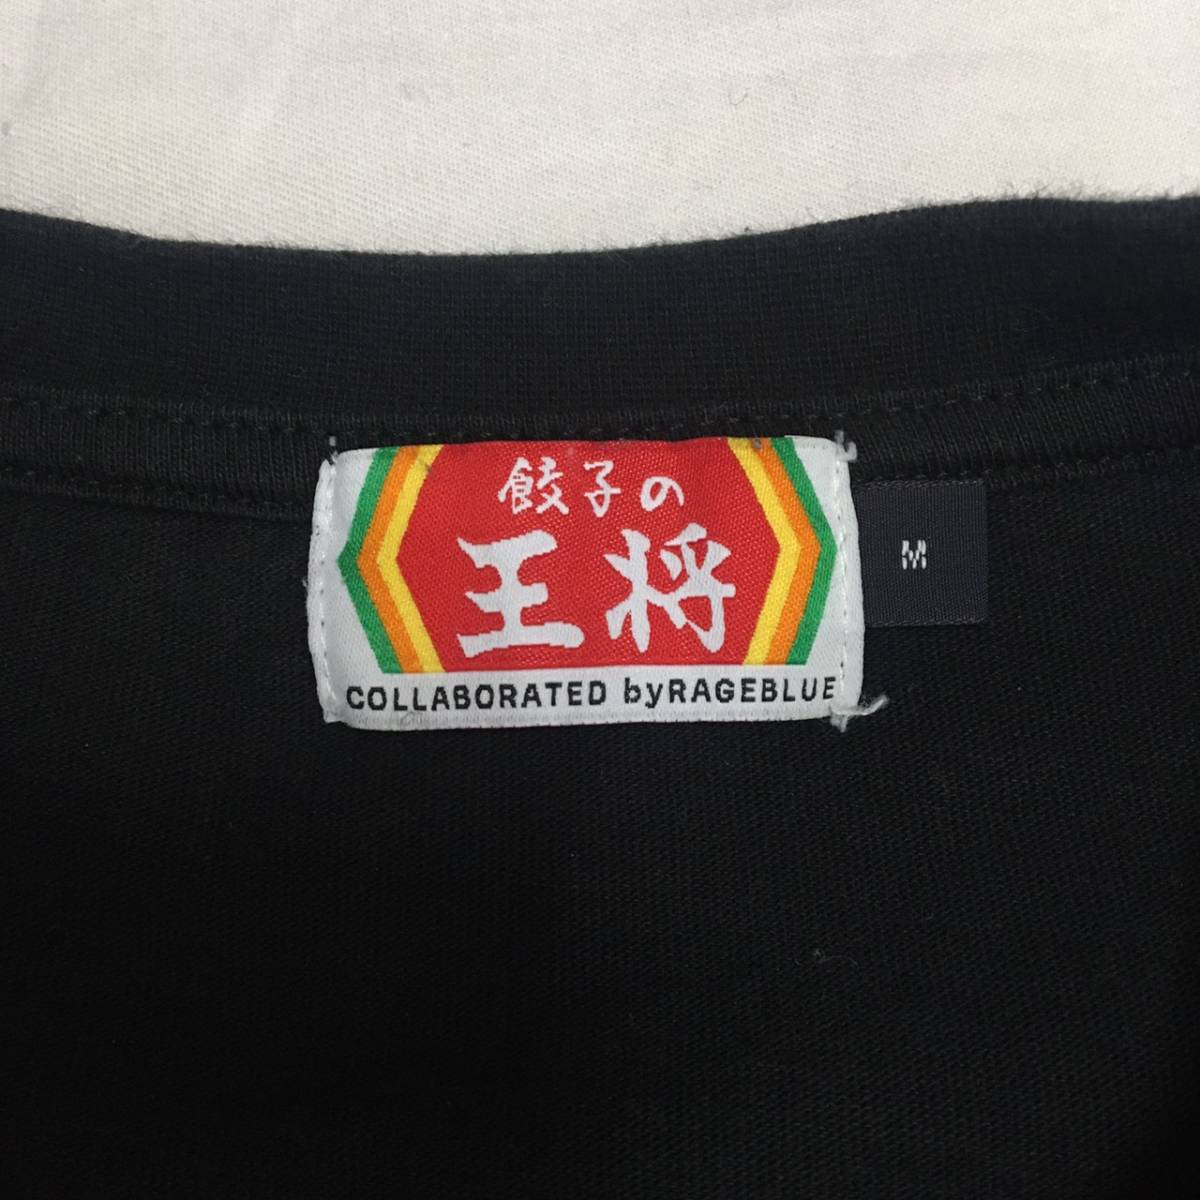 餃子の
王将
COLLABORATED byRAGEBLUE
M